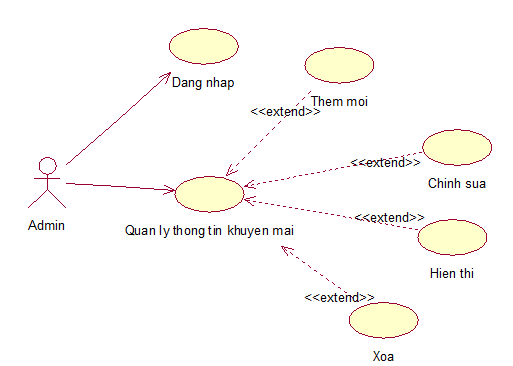 Dang nhap
Them moi
<<extend>>
<<extend>>
Chinh sua
Admin
Quan ly thong tin khuyen mai
<<extend>>
Hien thi
<<extend>>
Xoa